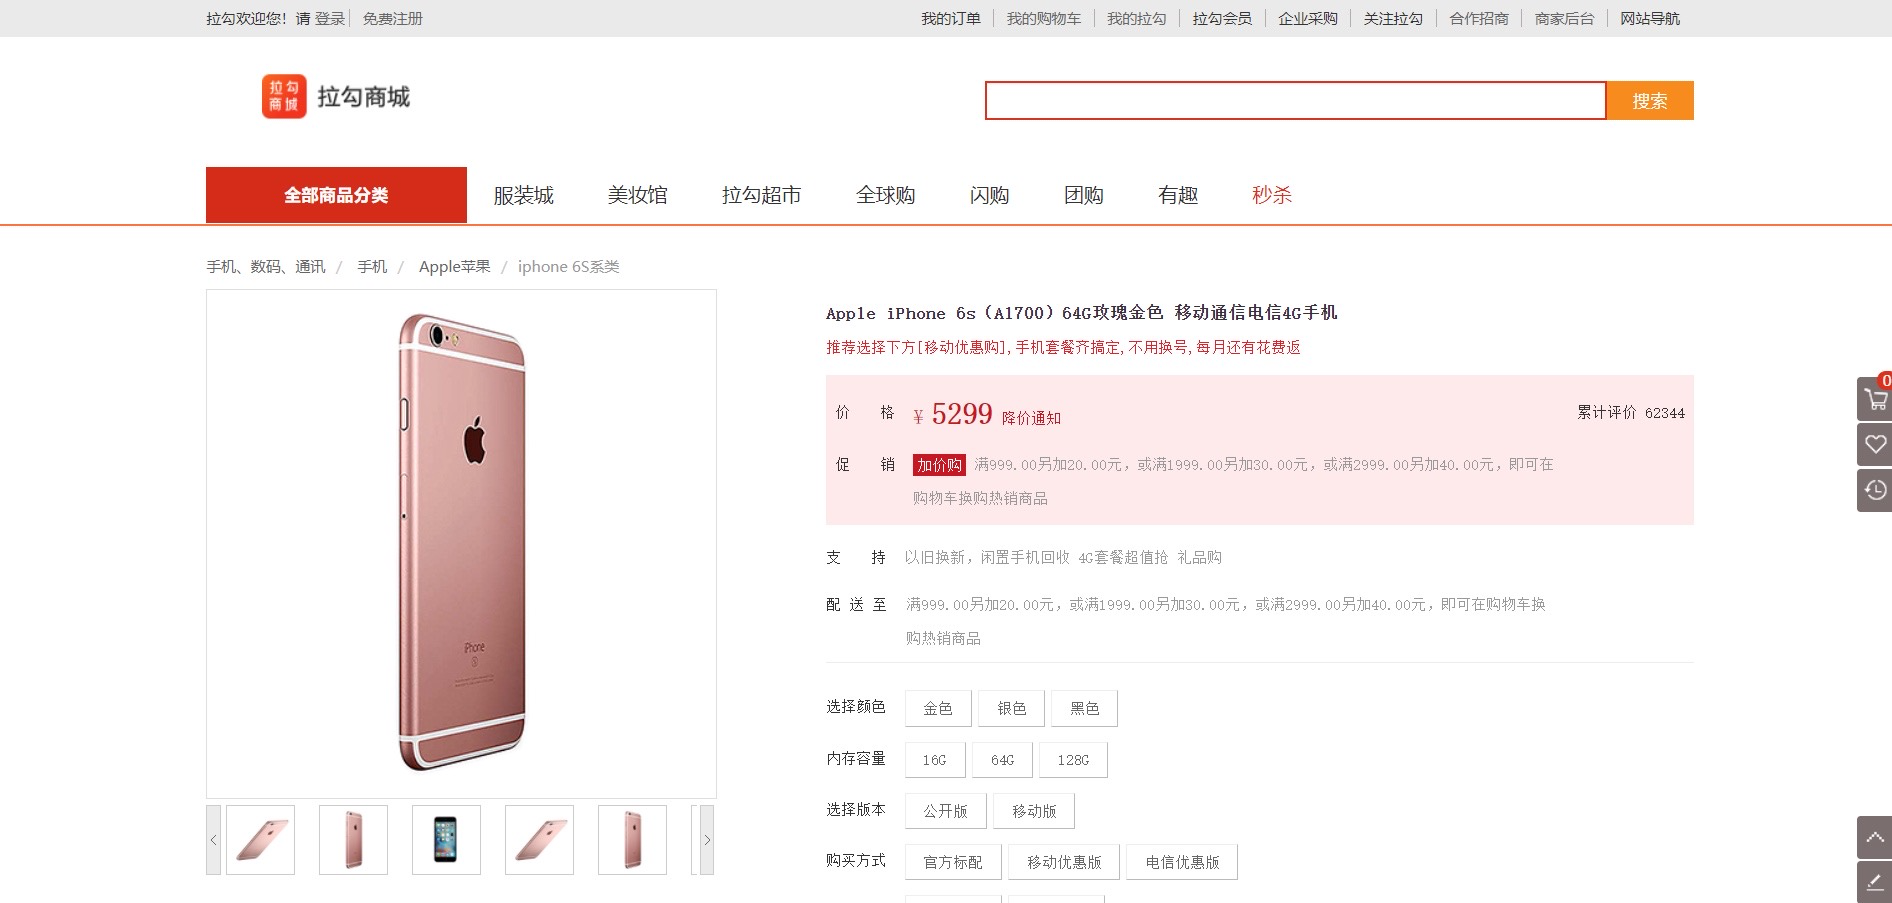 拉勾欢迎您！请 登录 免费注册
我的订单 我的购物车 我的拉勾 拉勾会员 企业采购 关注拉勾 合作招商 商家后台 网站导航
拉勾商城 拉勾商城
搜索
全部商品分类 服装城 美妆馆 拉勾超市 全球购 闪购 团购 有趣 秒杀
手机、数码、通讯 / 手机 / Apple苹果 / iphone 6S系类
Apple iPhone 6s（A1700）64G玫瑰金色 移动通信电信4G手机
推荐选择下方[移动优惠购],手机套餐齐搞定,不用换号,每月还有花费返
价 格 ¥ 5299 降价通知 累计评价 62344
促 销 加价购 满999.00另加20.00元，或满1999.00另加30.00元，或满2999.00另加40.00元，即可在
购物车换购热销商品
支 持 以旧换新，闲置手机回收 4G套餐超值抢 礼品购
配 送 至 满999.00另加20.00元，或满1999.00另加30.00元，或满2999.00另加40.00元，即可在购物车换
购热销商品
选择颜色 金色 银色 黑色
内存容量 16G 64G 128G
选择版本 公开版 移动版
购买方式 官方标配 移动优惠版 电信优惠版
iPhone
S
0